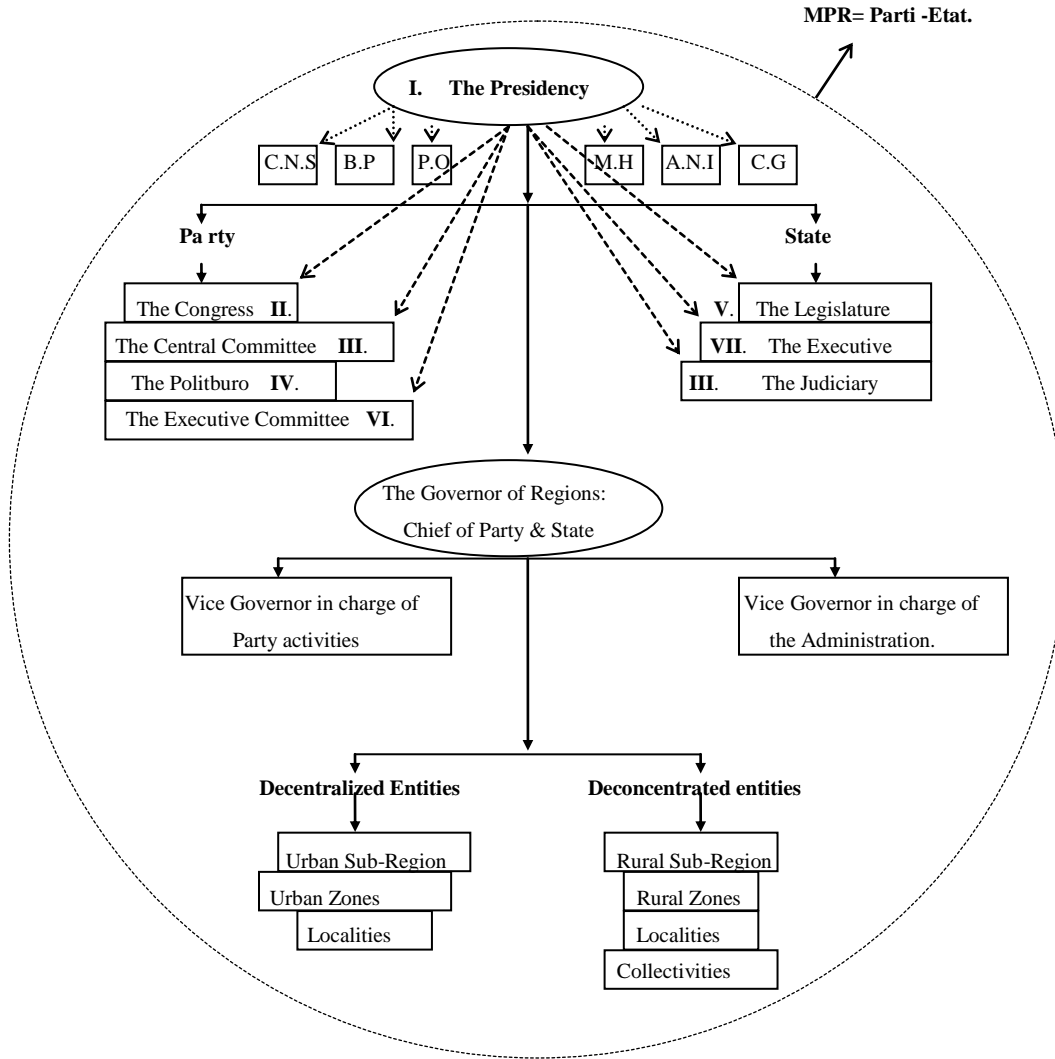 MPR= Parti -Etat.
I. The Presidency
C.N.S
B.P
P.O
M.H
A.N.I
C.G
Pa rty
State
The Congress II.
The Central Committee III.
The Politburo IV.
The Executive Committee VI.
V. The Legislature
VII. The Executive
III. The Judiciary
The Governor of Regions:
Chief of Party & State
Vice Governor in charge of
Party activities
Vice Governor in charge of
the Administration.
Decentralized Entities
Urban Sub-Region
Urban Zones
Localities
Deconcentrated entities
Rural Sub-Region
Rural Zones
Localities
Collectivities